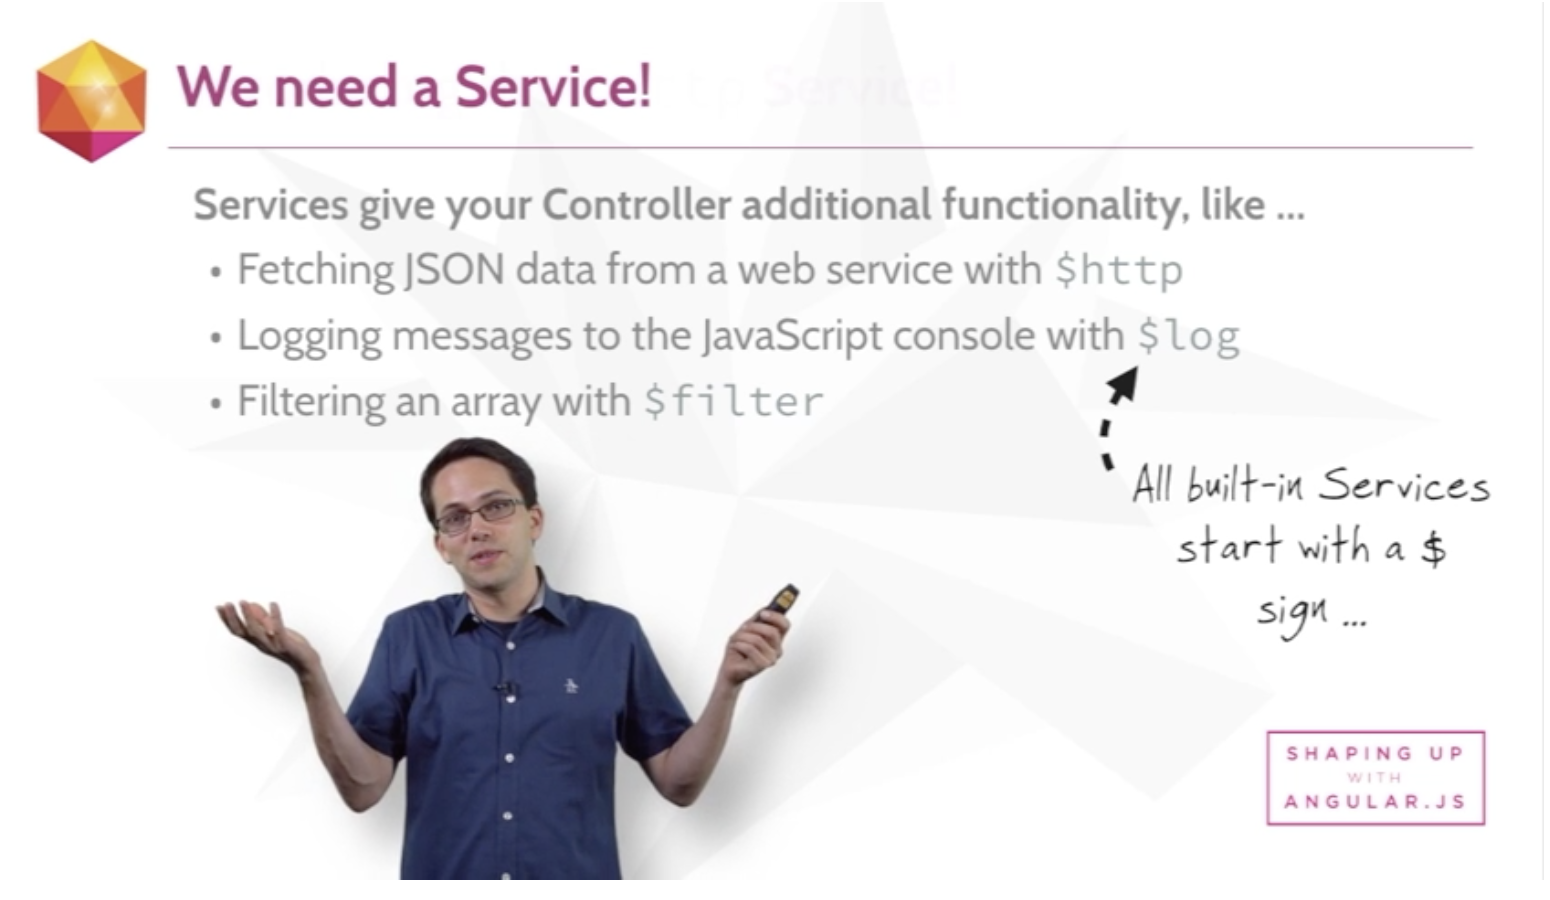 We need a Service!
Services give your Controller additional functionality, like ...
• Fetching JSON data from a web service with $http
• Logging messages to the JavaScript console with $log
• Filtering an array with $filter
All built-in Services
start with a $
sign ...
SHAPING UP
WITH
ANGULAR.JS